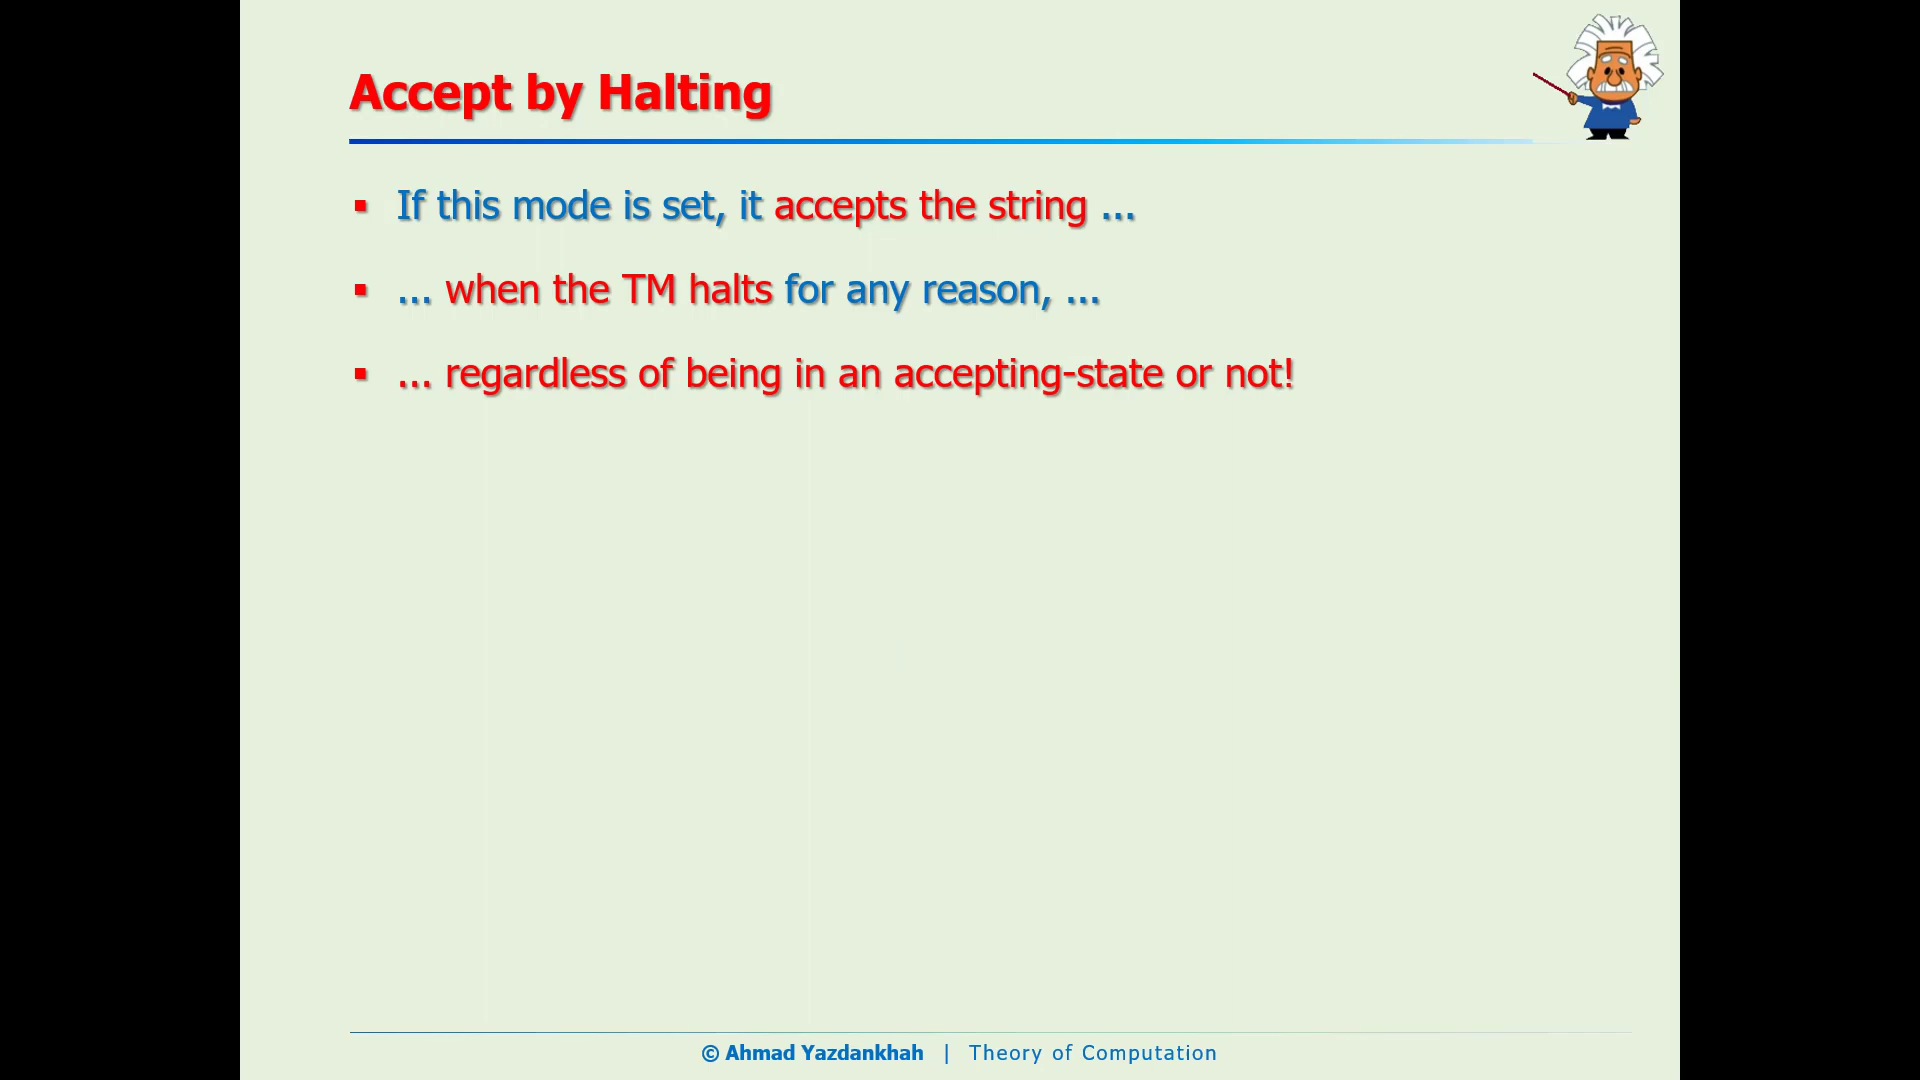 Accept by Halting
▪ If this mode is set, it accepts the string ...
▪ ... when the TM halts for any reason, ...
▪ ... regardless of being in an accepting-state or not!
© Ahmad Yazdankhah | Theory of Computation